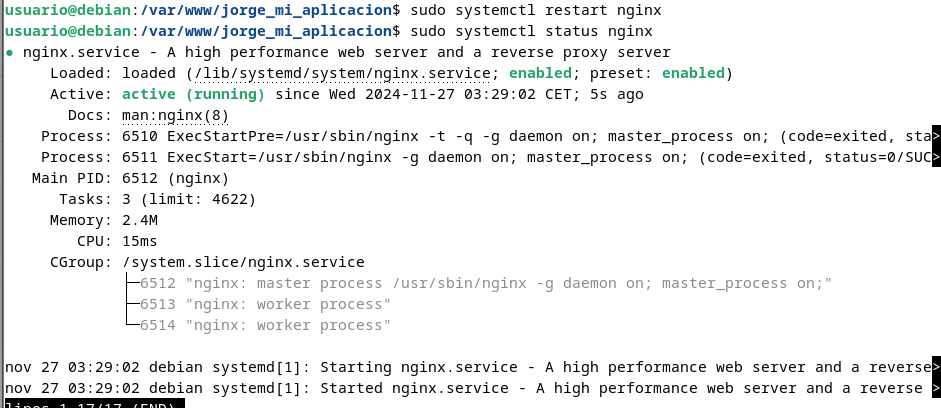 usuario@debian:/var/www/jorge_mi_aplicacion$ sudo systemctl restart nginx
usuario@debian:/var/www/jorge_mi_aplicacion$ sudo systemctl status nginx
● nginx.service - A high performance web server and a reverse proxy server
     Loaded: loaded (/lib/systemd/system/nginx.service; enabled; preset: enabled)
     Active: active (running) since Wed 2024-11-27 03:29:02 CET; 5s ago
       Docs: man:nginx(8)
    Process: 6510 ExecStartPre=/usr/sbin/nginx -t -q -g daemon on; master_process on; (code=exited, sta>
    Process: 6511 ExecStart=/usr/sbin/nginx -g daemon on; master_process on; (code=exited, status=0/SUC>
   Main PID: 6512 (nginx)
      Tasks: 3 (limit: 4622)
     Memory: 2.4M
        CPU: 15ms
     CGroup: /system.slice/nginx.service
             ├─6512 "nginx: master process /usr/sbin/nginx -g daemon on; master_process on;"
             ├─6513 "nginx: worker process"
             └─6514 "nginx: worker process"
nov 27 03:29:02 debian systemd[1]: Starting nginx.service - A high performance web server and a reverse>
nov 27 03:29:02 debian systemd[1]: Started nginx.service - A high performance web server and a reverse >
lines 1-17/17 (END)